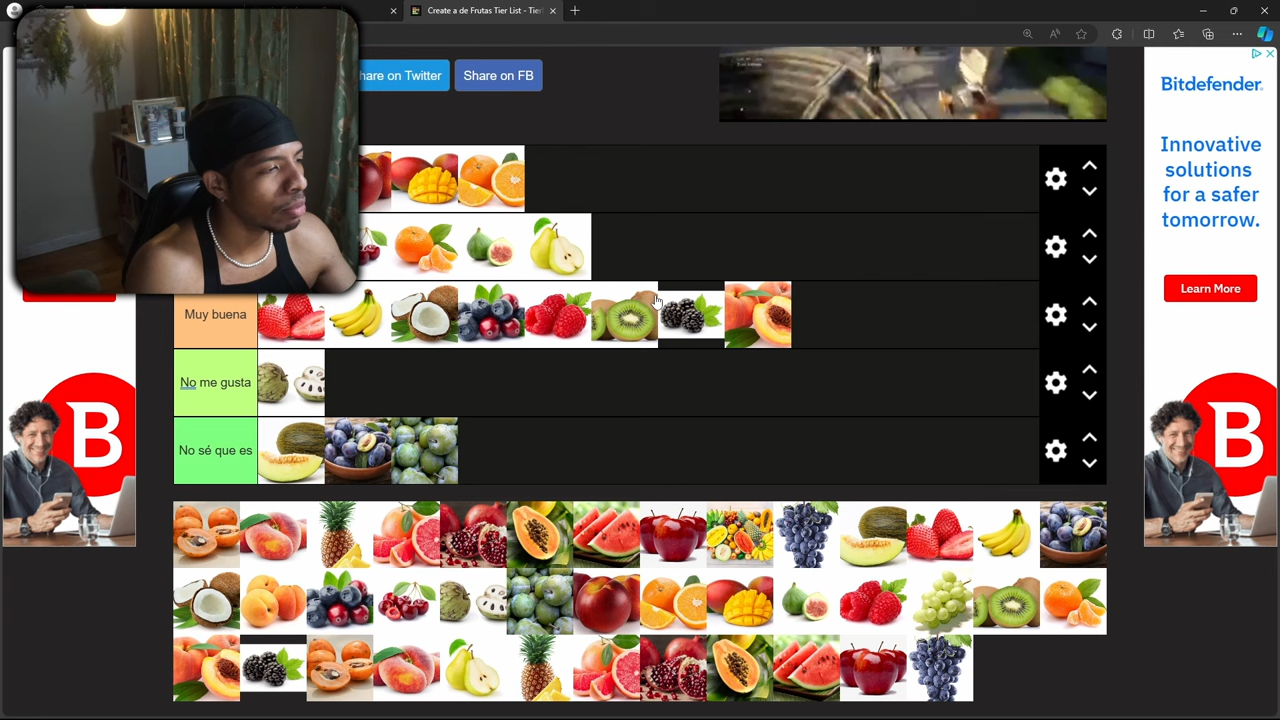 Create a de Frutas Tier List - Tier
hare on Twitter
Share on FB
Bitdefender
Innovative
solutions
for a safer
tomorrow.
Learn More
Muy buena
No me gusta
No sé que es
B
B